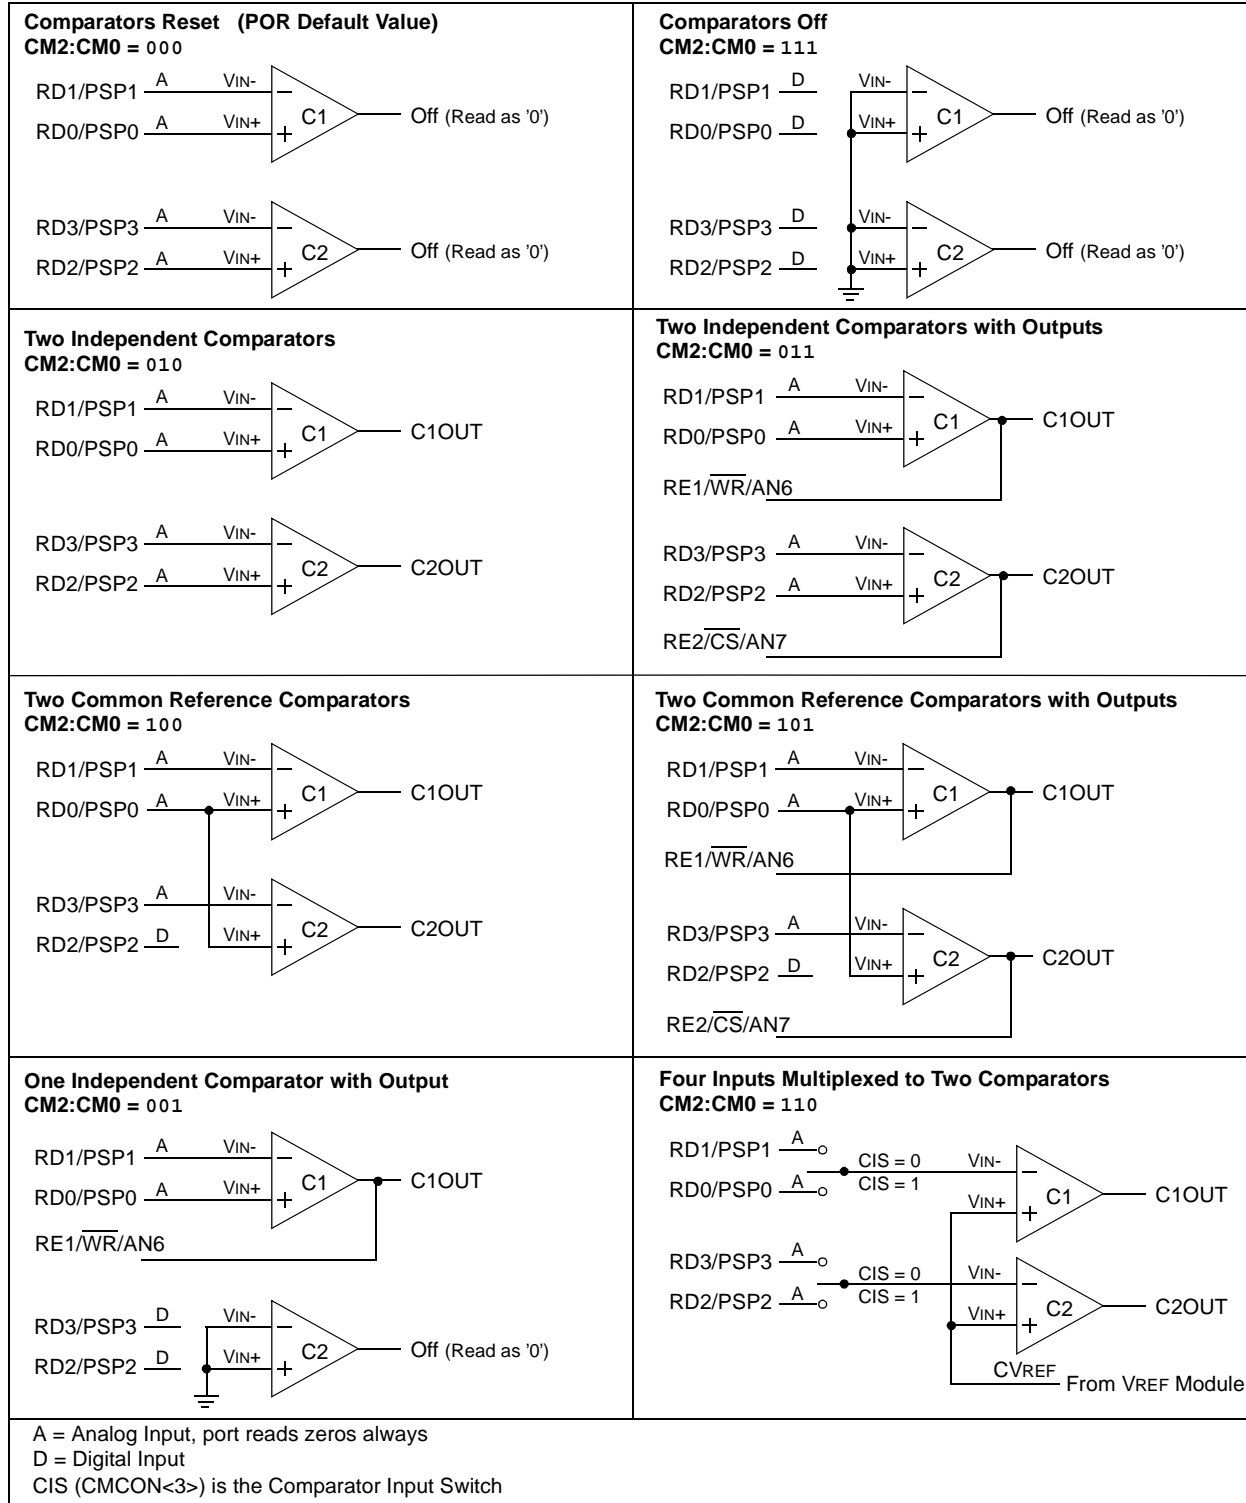 Comparators Reset (POR Default Value)
CM2:CM0 = 000
RD1/PSP1 A VIN-
RD0/PSP0 A VIN+
C1
Off (Read as '0')
RD3/PSP3 A VIN-
RD2/PSP2 A VIN+
C2
Off (Read as '0')
Comparators Off
CM2:CM0 = 111
RD1/PSP1 D VIN-
RD0/PSP0 D VIN+
C1
Off (Read as '0')
RD3/PSP3 D VIN-
RD2/PSP2 D VIN+
C2
Off (Read as '0')
Two Independent Comparators
CM2:CM0 = 010
RD1/PSP1 A VIN-
RD0/PSP0 A VIN+
C1
C1OUT
RD3/PSP3 A VIN-
RD2/PSP2 A VIN+
C2
C2OUT
Two Independent Comparators with Outputs
CM2:CM0 = 011
RD1/PSP1 A VIN-
RD0/PSP0 A VIN+
C1
C1OUT
RE1/W̅R̅/AN6
RD3/PSP3 A VIN-
RD2/PSP2 A VIN+
C2
C2OUT
RE2/C̅S̅/AN7
Two Common Reference Comparators
CM2:CM0 = 100
RD1/PSP1 A VIN-
RD0/PSP0 A VIN+
C1
C1OUT
RD3/PSP3 A VIN-
RD2/PSP2 D VIN+
C2
C2OUT
Two Common Reference Comparators with Outputs
CM2:CM0 = 101
RD1/PSP1 A VIN-
RD0/PSP0 A VIN+
C1
C1OUT
RE1/W̅R̅/AN6
RD3/PSP3 A VIN-
RD2/PSP2 D VIN+
C2
C2OUT
RE2/C̅S̅/AN7
One Independent Comparator with Output
CM2:CM0 = 001
RD1/PSP1 A VIN-
RD0/PSP0 A VIN+
C1
C1OUT
RE1/W̅R̅/AN6
RD3/PSP3 D VIN-
RD2/PSP2 D VIN+
C2
Off (Read as '0')
Four Inputs Multiplexed to Two Comparators
CM2:CM0 = 110
RD1/PSP1 A
CIS = 0 VIN-
RD0/PSP0 A CIS = 1
VIN+
C1
C1OUT
RD3/PSP3 A
CIS = 0 VIN-
RD2/PSP2 A CIS = 1
VIN+
C2
C2OUT
CVREF
From VREF Module
A = Analog Input, port reads zeros always
D = Digital Input
CIS (CMCON<3>) is the Comparator Input Switch